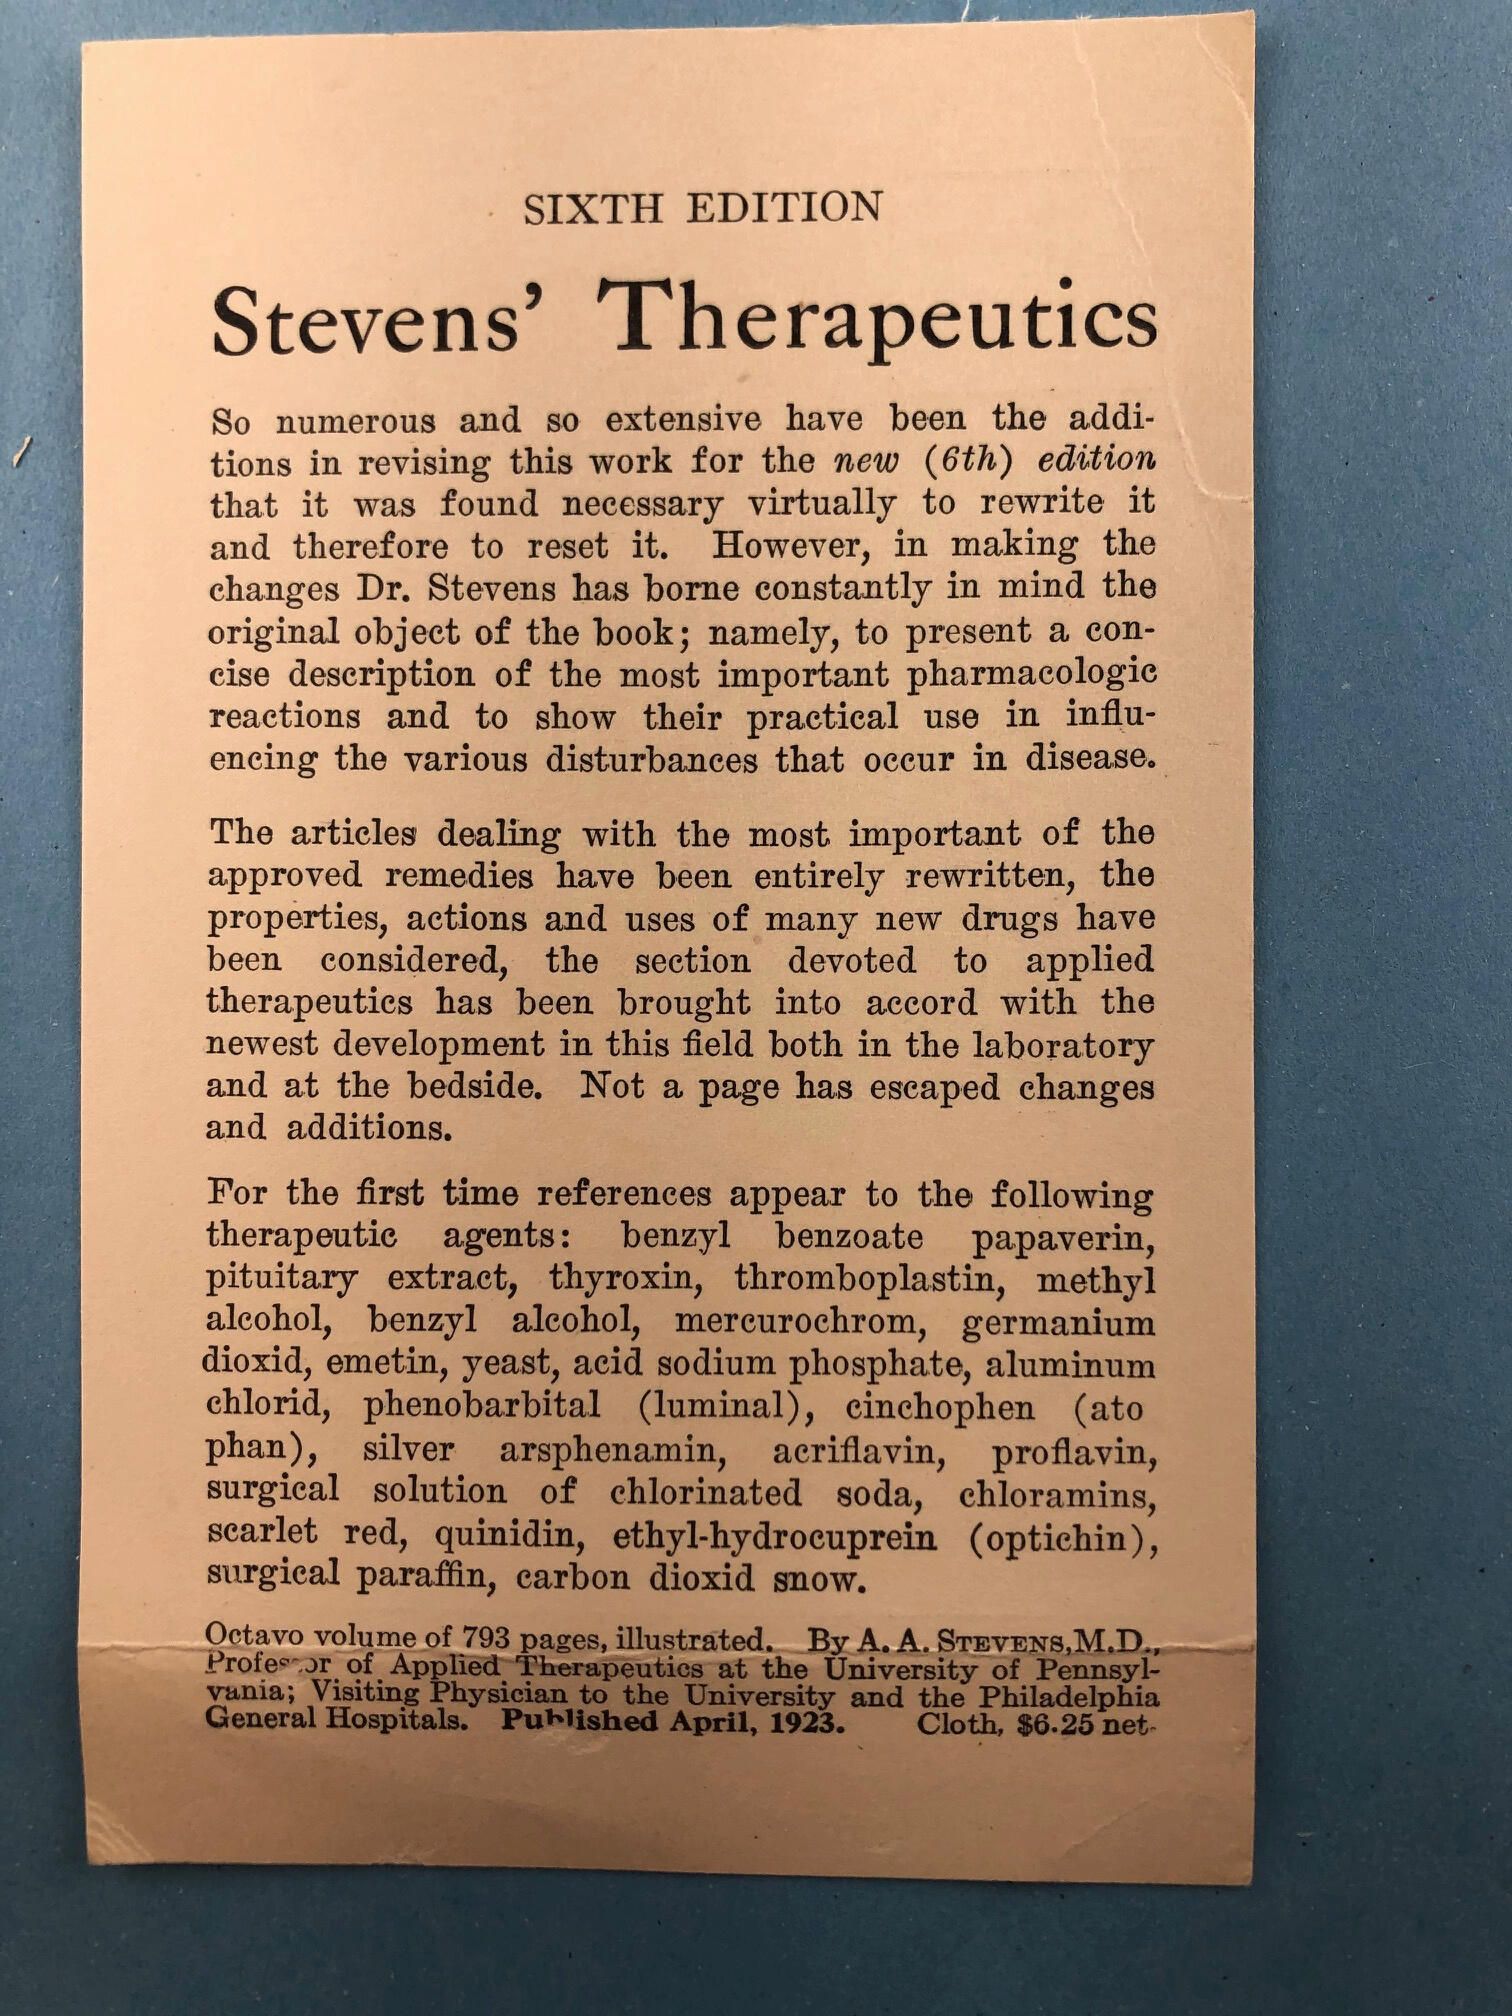 SIXTH EDITION
Stevens’ Therapeutics
So numerous and so extensive have been the addi-
tions in revising this work for the new (6th) edition
that it was found necessary virtually to rewrite it
and therefore to reset it. However, in making the
changes Dr. Stevens has borne constantly in mind the
original object of the book; namely, to present a con-
cise description of the most important pharmacologic
reactions and to show their practical use in influ-
encing the various disturbances that occur in disease.
The articles dealing with the most important of the
approved remedies have been entirely rewritten, the
properties, actions and uses of many new drugs have
been considered, the section devoted to applied
therapeutics has been brought into accord with the
newest development in this field both in the laboratory
and at the bedside. Not a page has escaped changes
and additions.
For the first time references appear to the following
therapeutic agents: benzyl benzoate papaverin,
pituitary extract, thyroxin, thromboplastin, methyl
alcohol, benzyl alcohol, mercurochrom, germanium
dioxid, emetin, yeast, acid sodium phosphate, aluminum
chlorid, phenobarbital (luminal), cinchophen (ato
phan), silver arsphenamin, acriflavin, proflavin,
surgical solution of chlorinated soda, chloramins,
scarlet red, quinidin, ethyl-hydrocuprein (optichin),
surgical paraffin, carbon dioxid snow.
Octavo volume of 793 pages, illustrated. By A. A. STEVENS, M.D.,
Professor of Applied Therapeutics at the University of Pennsyl-
vania; Visiting Physician to the University and the Philadelphia
General Hospitals. Published April, 1923. Cloth, $6.25 net.